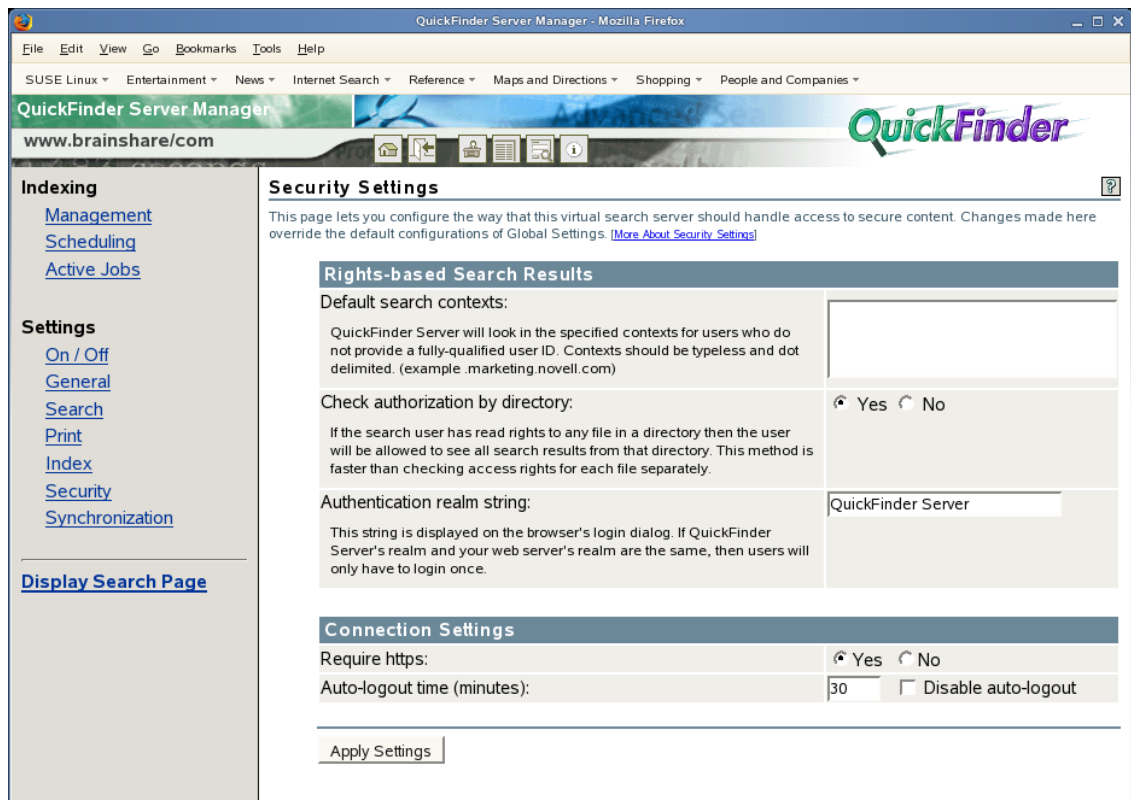 QuickFinder Server Manager - Mozilla Firefox
File Edit View Go Bookmarks Tools Help
SUSE Linux Entertainment News Internet Search Reference Maps and Directions Shopping People and Companies
QuickFinder Server Manager
Advanced Sea
QuickFinder
www.brainshare/com
Indexing
Management
Scheduling
Active Jobs
Settings
On / Off
General
Search
Print
Index
Security
Synchronization
Display Search Page
Security Settings
?
This page lets you configure the way that this virtual search server should handle access to secure content. Changes made here
override the default configurations of Global Settings. [More About Security Settings]
Rights-based Search Results
Default search contexts:
QuickFinder Server will look in the specified contexts for users who do
not provide a fully-qualified user ID. Contexts should be typeless and dot
delimited. (example .marketing.novell.com)
Check authorization by directory:
Yes No
If the search user has read rights to any file in a directory then the user
will be allowed to see all search results from that directory. This method is
faster than checking access rights for each file separately.
Authentication realm string:
QuickFinder Server
This string is displayed on the browser's login dialog. If QuickFinder
Server's realm and your web server's realm are the same, then users will
only have to login once.
Connection Settings
Require https:
Yes No
Auto-logout time (minutes):
30 Disable auto-logout
Apply Settings